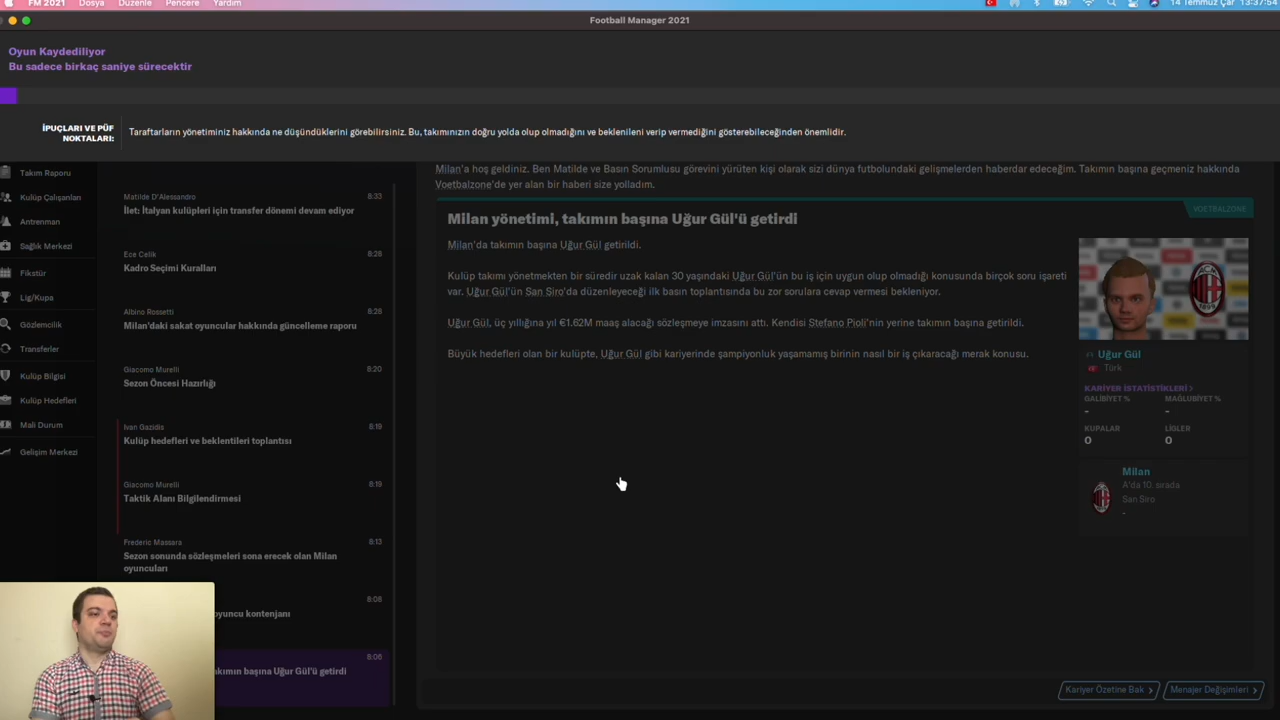 FM 2021 Dosya Düzenle Pencere Yardım
14 Temmuz Çar 13:37:54
Football Manager 2021
Oyun Kaydediliyor
Bu sadece birkaç saniye sürecektir
İPUÇLARI VE PÜF
NOKTALARI:
Taraftarların yönetiminiz hakkında ne düşündüklerini görebilirsiniz. Bu, takımınızın doğru yolda olup olmadığını ve beklenileni verip vermediğini gösterebileceğinden önemlidir.
Takım Raporu
Kulüp Çalışanları
Antrenman
Sağlık Merkezi
Fikstür
Lig/Kupa
Gözlemcilik
Transferler
Kulüp Bilgisi
Kulüp Hedefleri
Mali Durum
Gelişim Merkezi
Matilde D'Alessandro 8:33
İlet: İtalyan kulüpleri için transfer dönemi devam ediyor
Ece Celik 8:28
Kadro Seçimi Kuralları
Albino Rossetti 8:28
Milan'daki sakat oyuncular hakkında güncelleme raporu
Giacomo Murelli 8:20
Sezon Öncesi Hazırlığı
Ivan Gazidis 8:19
Kulüp hedefleri ve beklentileri toplantısı
Giacomo Murelli 8:19
Taktik Alanı Bilgilendirmesi
Frederic Massara 8:13
Sezon sonunda sözleşmeleri sona erecek olan Milan
oyuncuları
8:08
oyuncu kontenjanı
8:06
takımın başına Uğur Gül'ü getirdi
Milan'a hoş geldiniz. Ben Matilde ve Basın Sorumlusu görevini yürüten kişi olarak sizi dünya futbolundaki gelişmelerden haberdar edeceğim. Takımın başına geçmeniz hakkında
Voetbalzone'de yer alan bir haberi size yolladım.
VOETBALZONE
Milan yönetimi, takımın başına Uğur Gül'ü getirdi
Milan'da takımın başına Uğur Gül getirildi.
Kulüp takımı yönetmekten bir süredir uzak kalan 30 yaşındaki Uğur Gül'ün bu iş için uygun olup olmadığı konusunda birçok soru işareti
var. Uğur Gül'ün San Siro'da düzenleyeceği ilk basın toplantısında bu zor sorulara cevap vermesi bekleniyor.
Uğur Gül, üç yıllığına yıl €1.62M maaş alacağı sözleşmeye imzasını attı. Kendisi Stefano Pioli'nin yerine takımın başına getirildi.
Büyük hedefleri olan bir kulüpte, Uğur Gül gibi kariyerinde şampiyonluk yaşamamış birinin nasıl bir iş çıkaracağı merak konusu.
Uğur Gül
Türk
KARİYER İSTATİSTİKLERİ >
GALİBİYET % MAĞLUBİYET %
- -
KUPALAR LİGLER
0 0
Milan
A'da 10. sırada
San Siro
-
Kariyer Özetine Bak > Menajer Değişimleri >